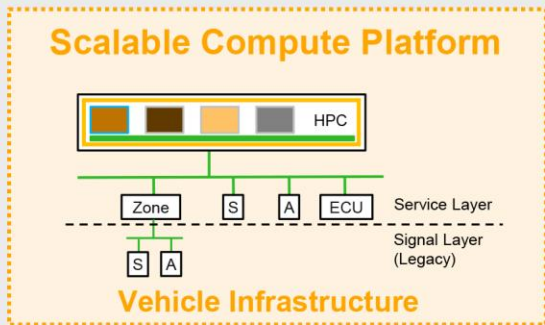 Scalable Compute Platform
HPC
Zone
S
A
ECU
Service Layer
Signal Layer
(Legacy)
S
A
Vehicle Infrastructure